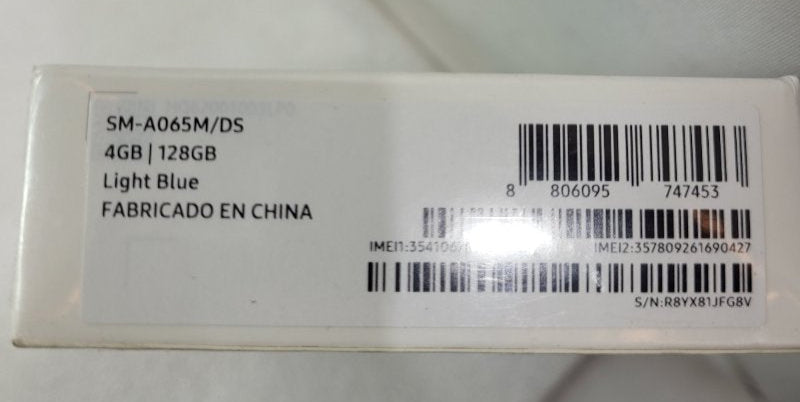 SM-A065M/DS
4GB | 128GB
Light Blue
FABRICADO EN CHINA
8 806095 747453
IMEI2:357809261690427
S/N:R8YX81JFG8V